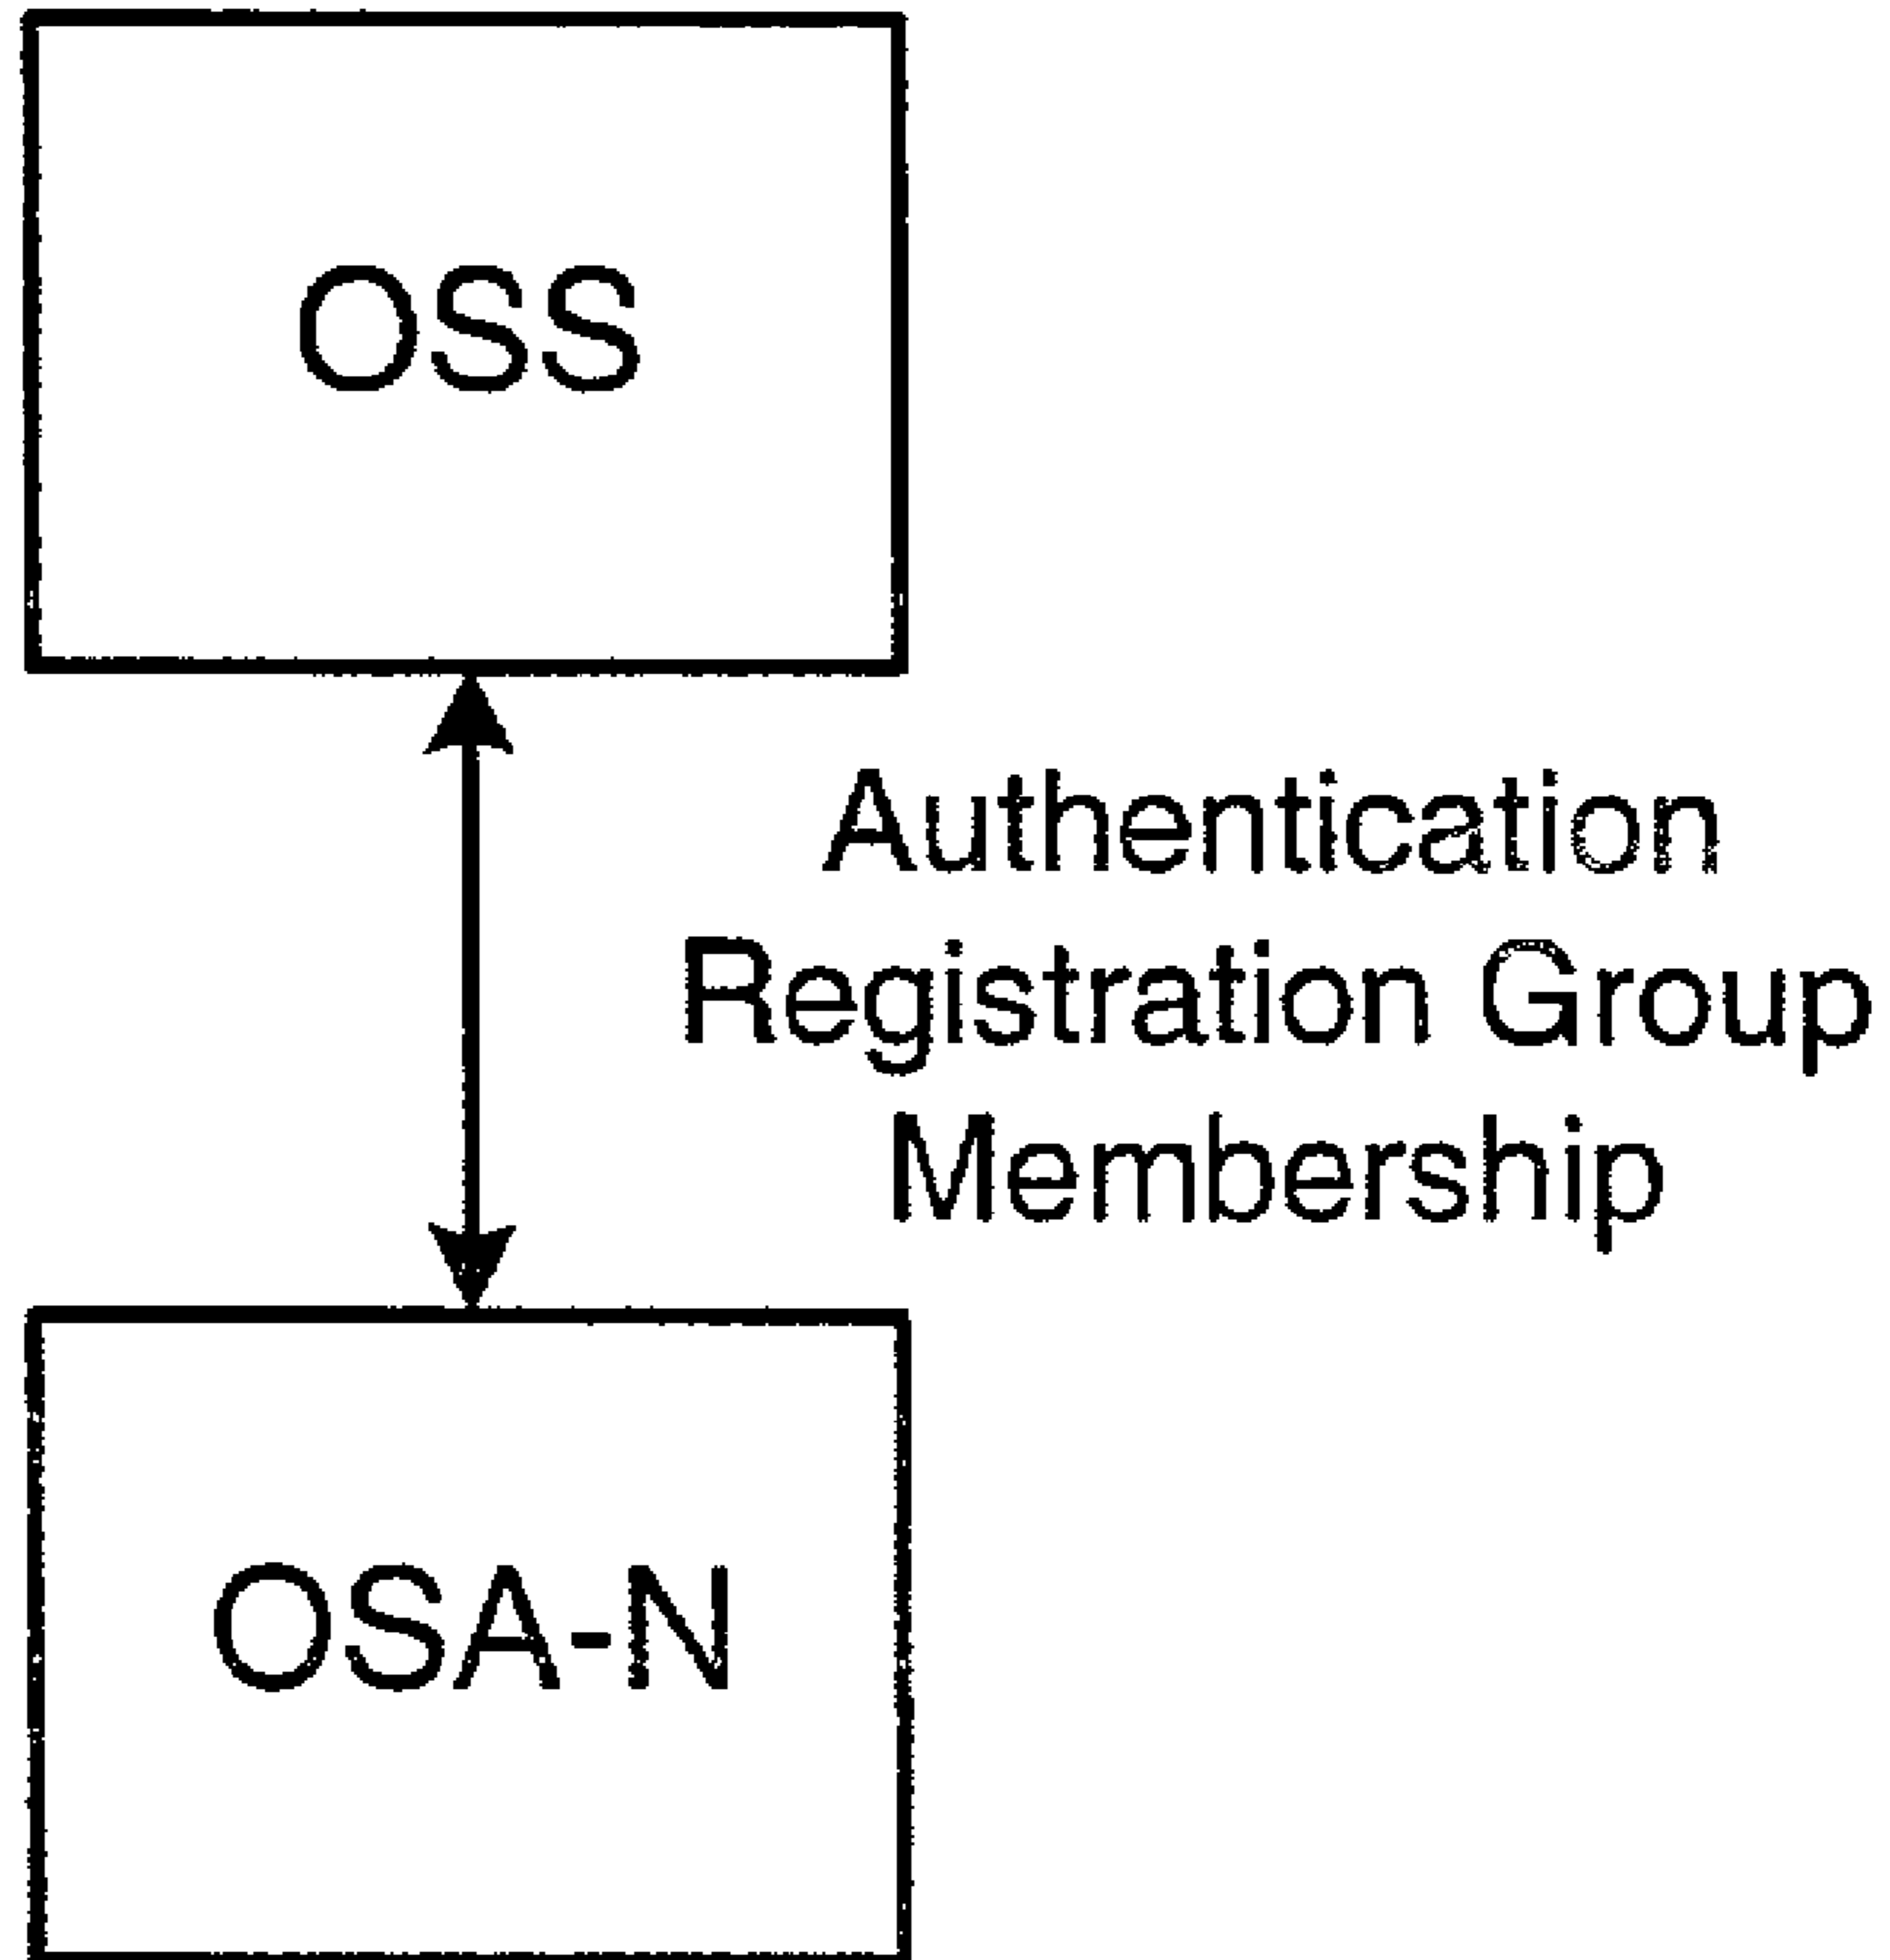 OSS
Authentication
Registration Group
Membership
OSA-N